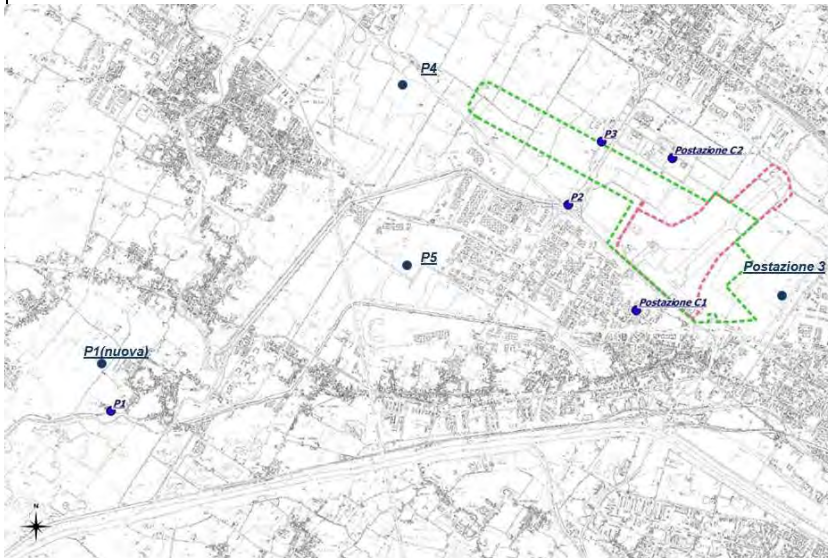 P4
P3
Postazione C2
P2
P5
Postazione 3
Postazione C1
P1(nuova)
P1
N